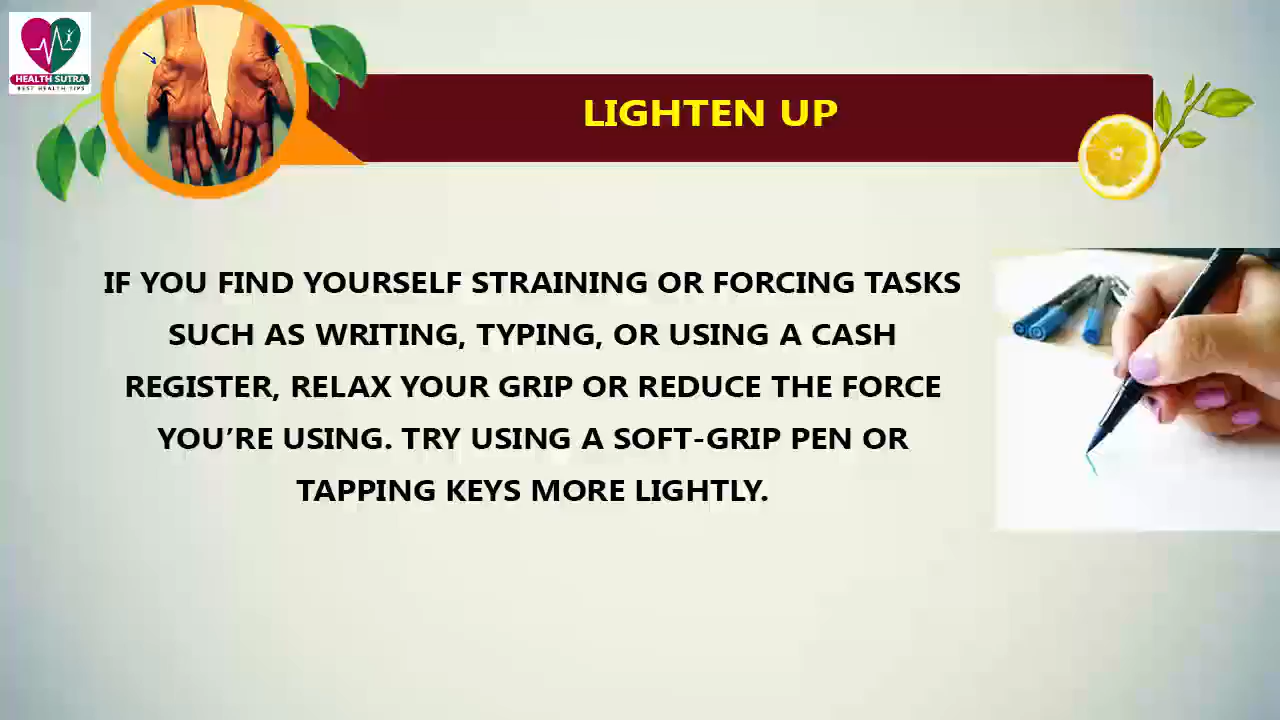 HEALTH SUTRA
BEST HEALTH TIPS
LIGHTEN UP
IF YOU FIND YOURSELF STRAINING OR FORCING TASKS
SUCH AS WRITING, TYPING, OR USING A CASH
REGISTER, RELAX YOUR GRIP OR REDUCE THE FORCE
YOU’RE USING. TRY USING A SOFT-GRIP PEN OR
TAPPING KEYS MORE LIGHTLY.